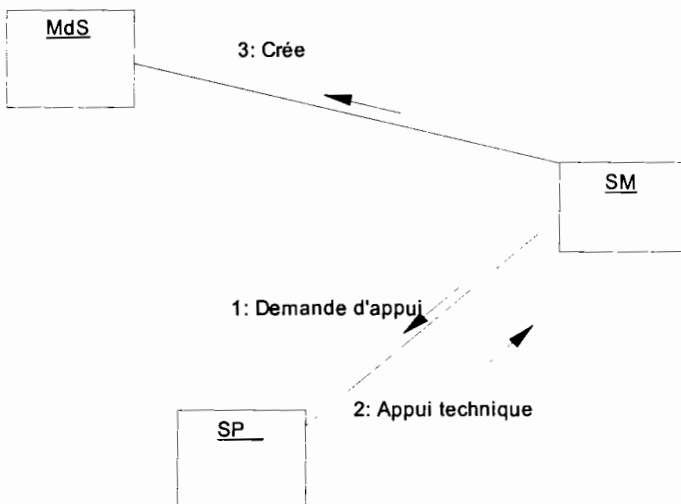 MdS
3: Crée
SM
1: Demande d'appui
2: Appui technique
SP